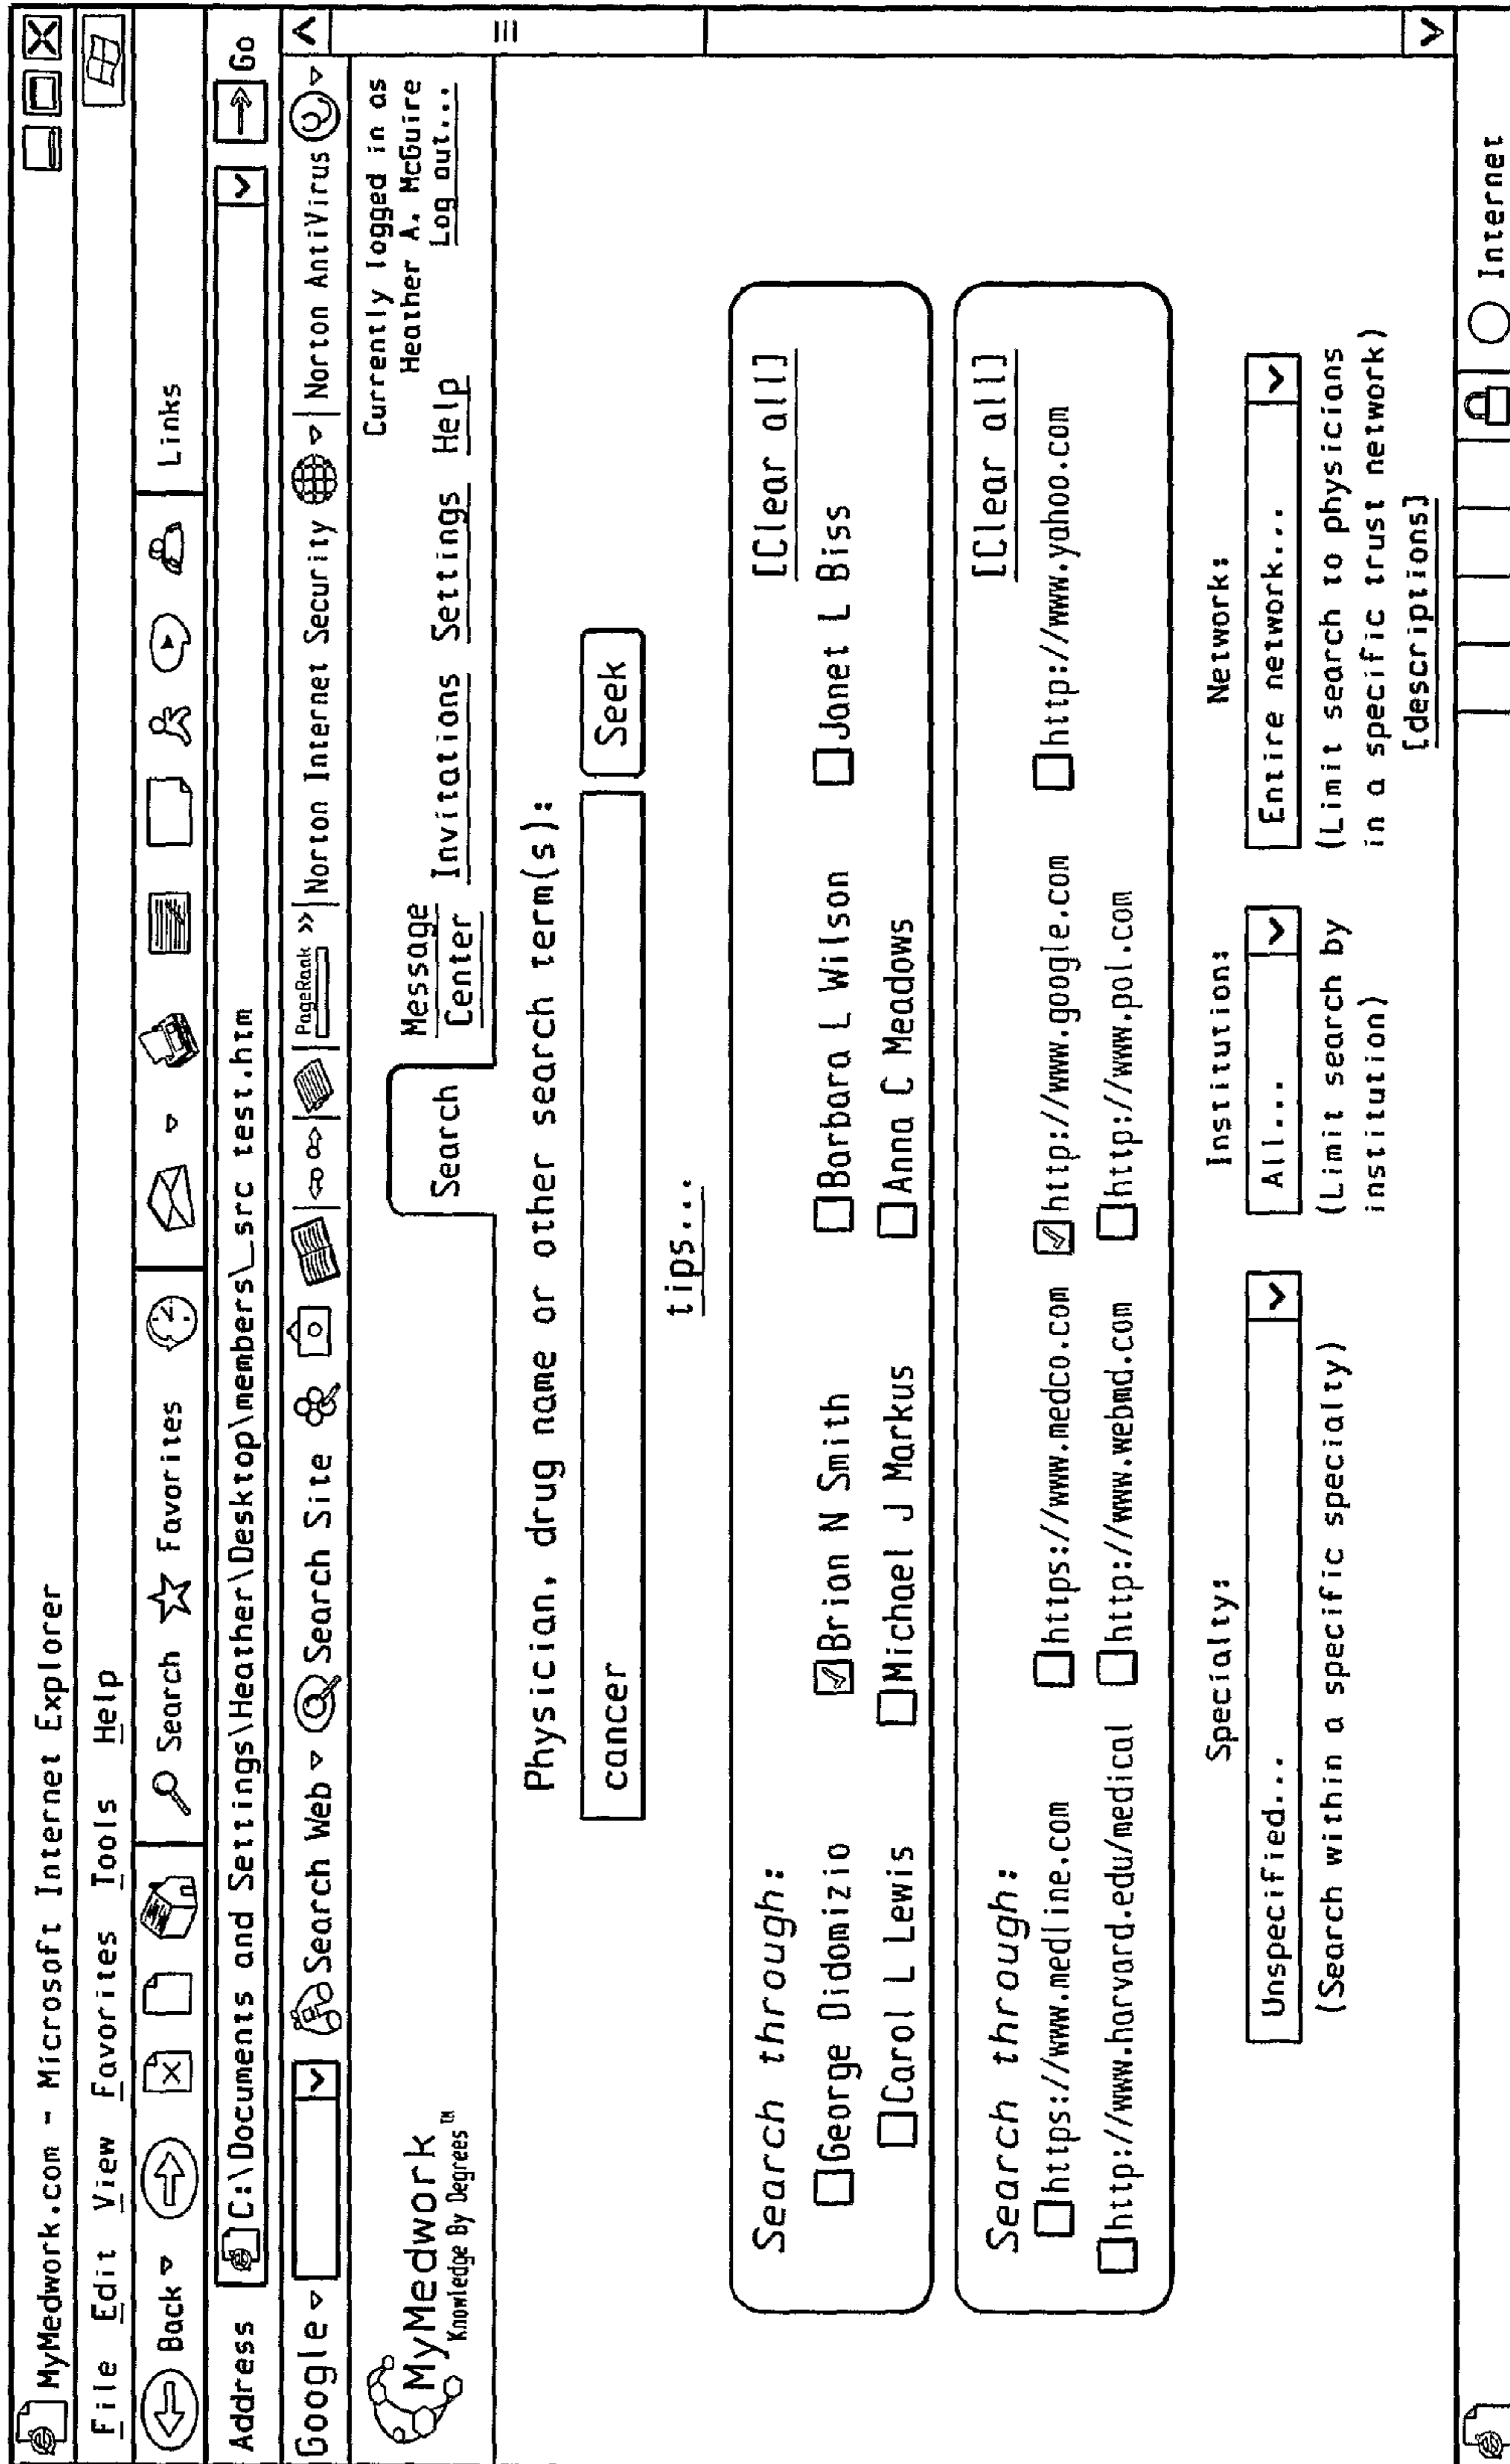 MyMedwork.com - Microsoft Internet Explorer
File Edit View Favorites Tools Help
Back Search Favorites Links
Address C:\Documents and Settings\Heather\Desktop\members\_src test.htm Go
Google Search Web Search Site PageRank >> Norton Internet Security Norton AntiVirus
MyMedwork™
Knowledge By Degrees
Search
Message
Center
Invitations Settings Help
Currently logged in as
Heather A. McGuire
Log out...
Physician, drug name or other search term(s):
cancer Seek
tips...
Search through: [Clear all]
George Didomizio Brian N Smith Barbara L Wilson Janet L Biss
Carol L Lewis Michael J Markus Anna C Meadows
Search through: [Clear all]
https://www.medline.com https://www.medco.com http://www.google.com http://www.yahoo.com
http://www.harvard.edu/medical http://www.webmd.com http://www.pol.com
Specialty: Institution: Network:
Unspecified... All... Entire network...
(Search within a specific specialty)
(Limit search by
institution)
(Limit search to physicians
in a specific trust network)
[descriptions]
Internet